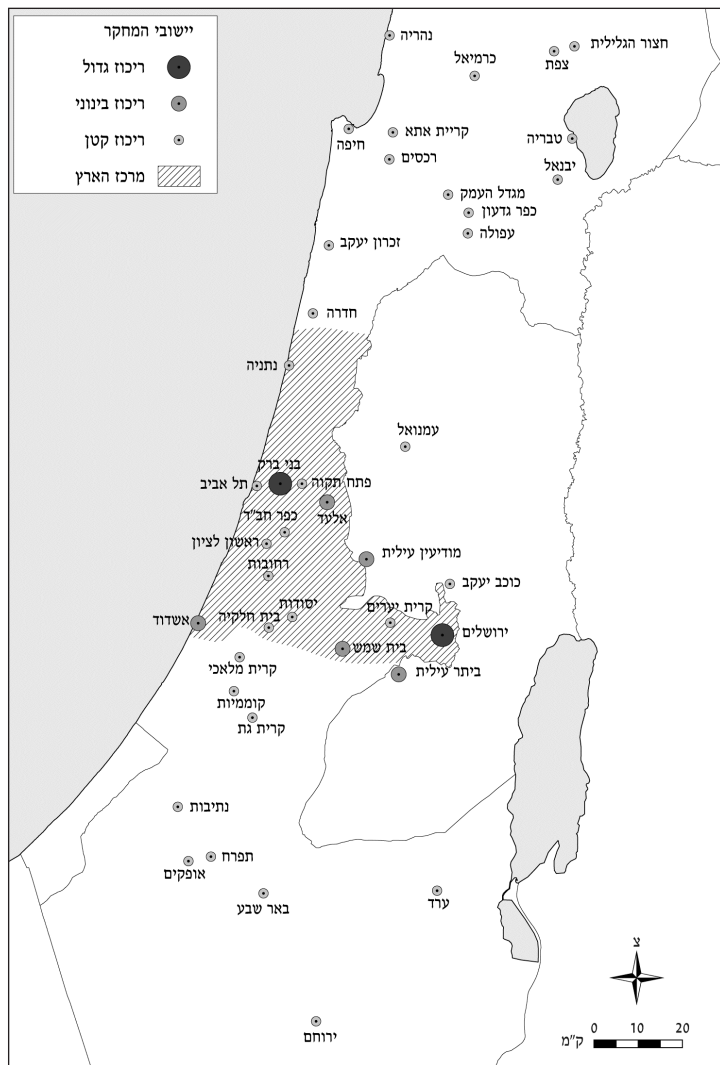 יישובי המחקר
ריכוז גדול
ריכוז בינוני
ריכוז קטן
מרכז הארץ
נהריה
חצור הגלילית
צפת
כרמיאל
קריית אתא
חיפה
טבריה
רכסים
יבנאל
מגדל העמק
כפר גדעון
עפולה
זכרון יעקב
חדרה
נתניה
עמנואל
בני ברק
פתח תקוה
תל אביב
אלעד
כפר חב"ד
ראשון לציון
מודיעין עילית
רחובות
כוכב יעקב
יסודות
קרית יערים
בית חלקיה
אשדוד
ירושלים
בית שמש
קרית מלאכי
ביתר עילית
קוממיות
קרית גת
נתיבות
תפרח
אופקים
באר שבע
ערד
ירוחם
צ
0 10 20
ק"מ